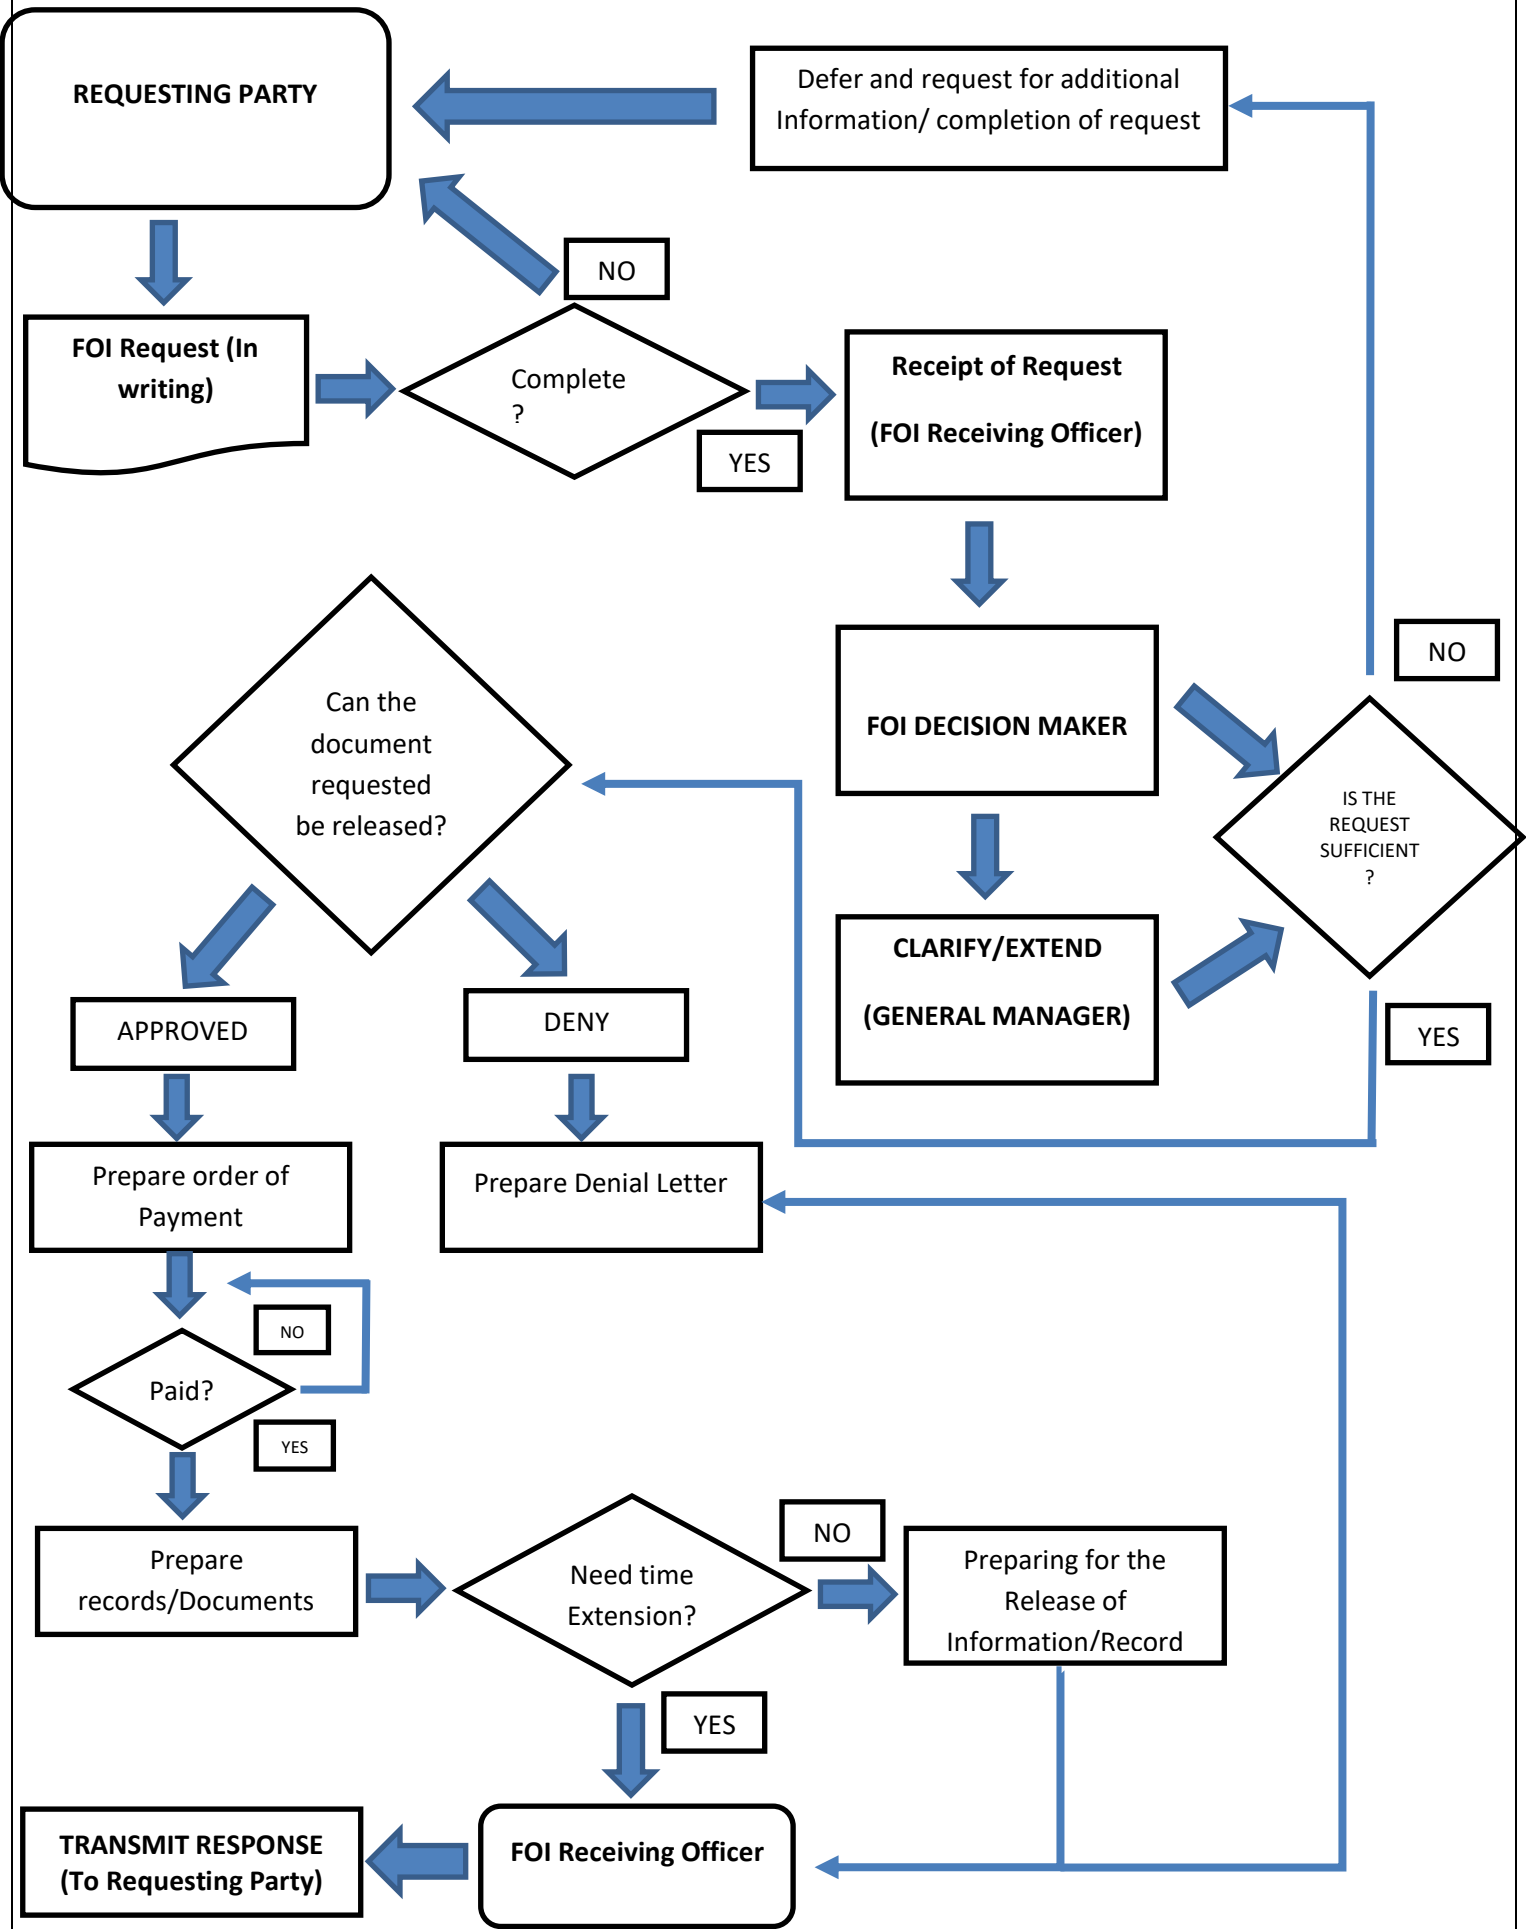 REQUESTING PARTY
Defer and request for additional
Information/ completion of request
NO
FOI Request (In
writing)
Complete
?
YES
Receipt of Request
(FOI Receiving Officer)
NO
FOI DECISION MAKER
IS THE
REQUEST
SUFFICIENT
?
CLARIFY/EXTEND
(GENERAL MANAGER)
YES
Can the
document
requested
be released?
APPROVED
DENY
Prepare order of
Payment
Prepare Denial Letter
NO
Paid?
YES
Prepare
records/Documents
Need time
Extension?
NO
Preparing for the
Release of
Information/Record
YES
FOI Receiving Officer
TRANSMIT RESPONSE
(To Requesting Party)